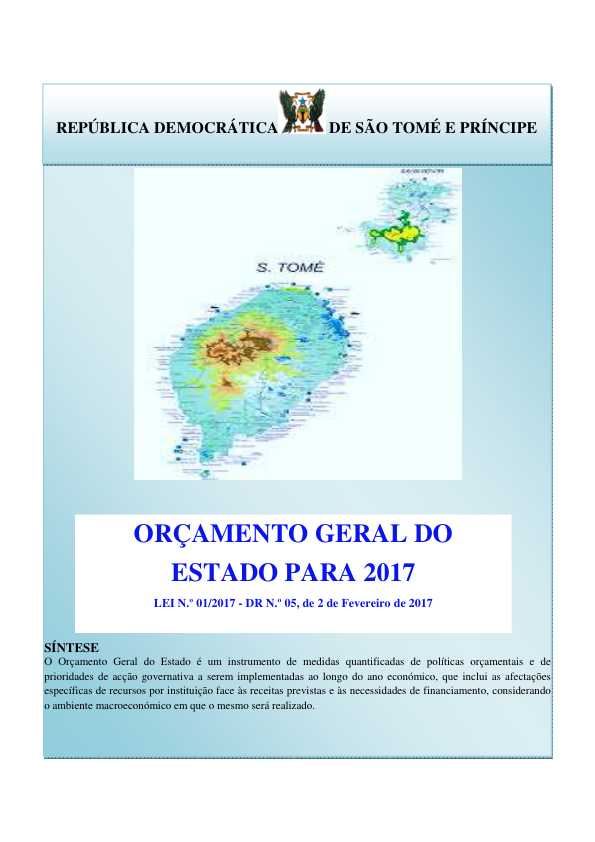 REPÚBLICA DEMOCRÁTICA DE SÃO TOMÉ E PRÍNCIPE
S. TOMÉ
ORÇAMENTO GERAL DO
ESTADO PARA 2017
LEI N.º 01/2017 - DR N.º 05, de 2 de Fevereiro de 2017
SÍNTESE
O Orçamento Geral do Estado é um instrumento de medidas quantificadas de políticas orçamentais e de
prioridades de acção governativa a serem implementadas ao longo do ano económico, que inclui as afectações
específicas de recursos por instituição face às receitas previstas e às necessidades de financiamento, considerando
o ambiente macroeconómico em que o mesmo será realizado.